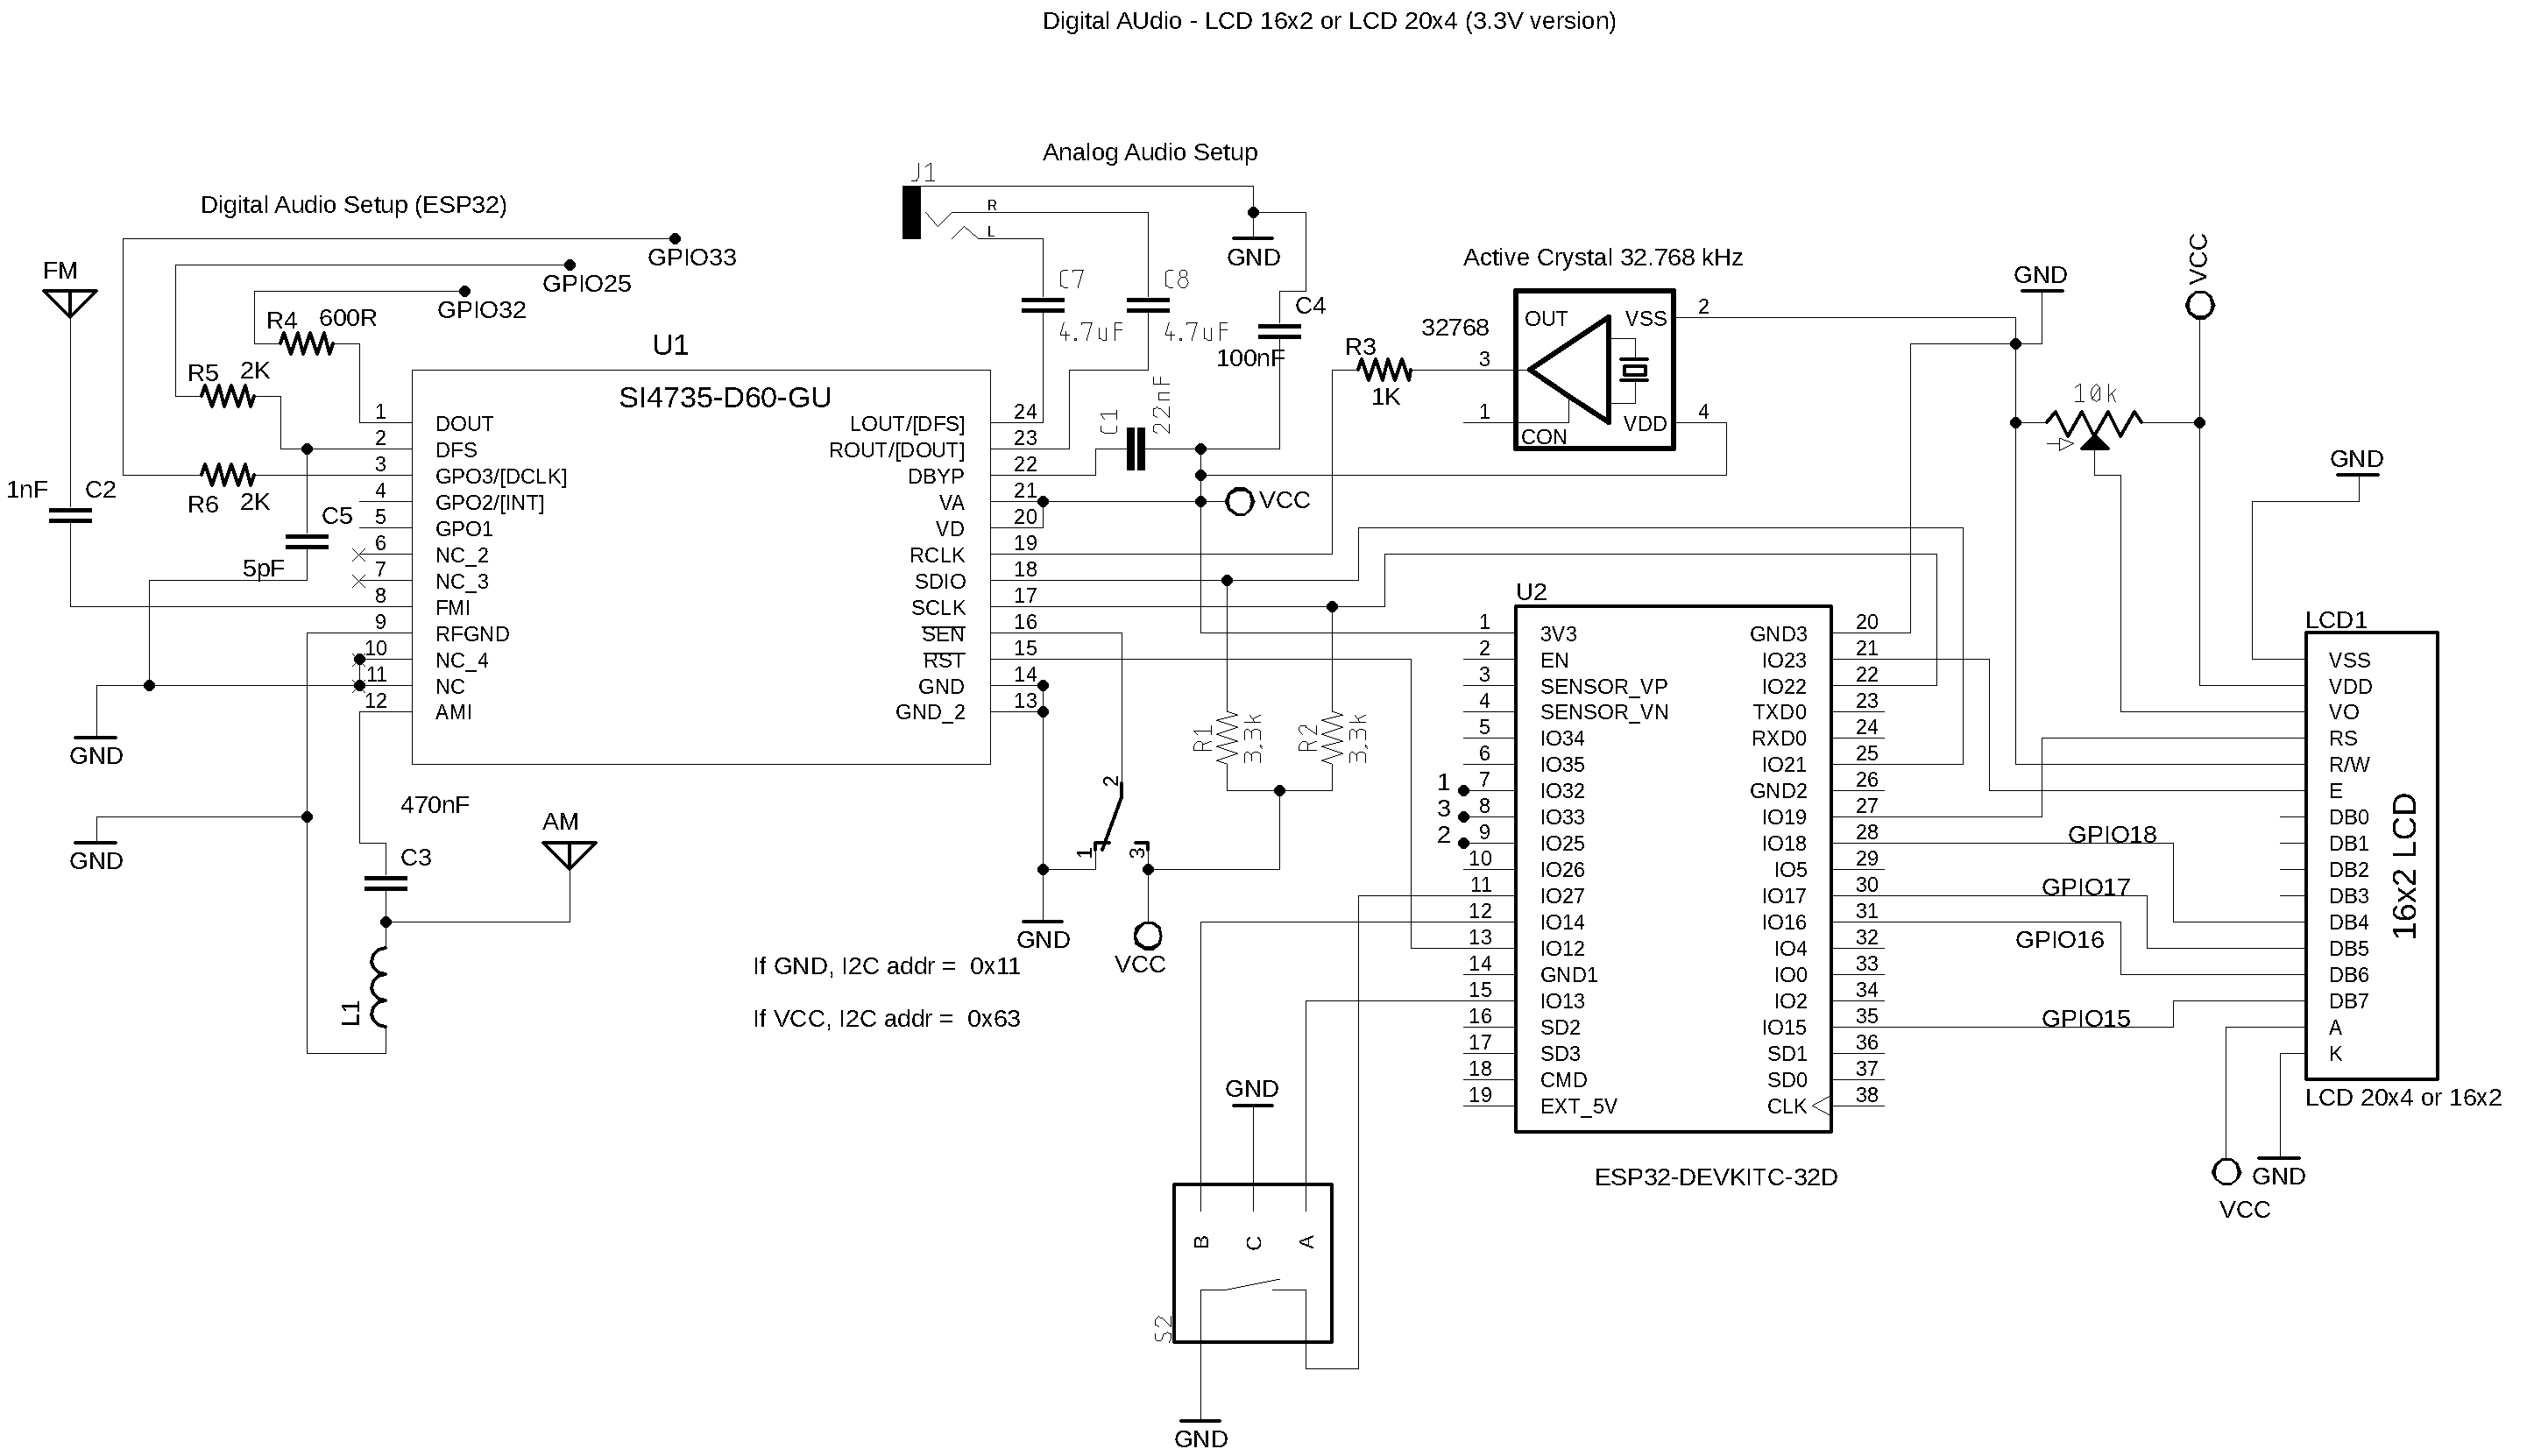 Digital AUdio - LCD 16x2 or LCD 20x4 (3.3V version)
Analog Audio Setup
Digital Audio Setup (ESP32)
GPIO33
GPIO25
GPIO32
FM
R4 600R
R5 2K
R6 2K
1nF C2
C5
5pF
GND
GND
470nF
C3
AM
L1
U1
SI4735-D60-GU
1 DOUT
2 DFS
3 GPO3/[DCLK]
4 GPO2/[INT]
5 GPO1
6 NC_2
7 NC_3
8 FMI
9 RFGND
10 NC_4
11 NC
12 AMI
LOUT/[DFS] 24
ROUT/[DOUT] 23
DBYP 22
VA 21
VD 20
RCLK 19
SDIO 18
SCLK 17
SEN 16
RST 15
GND 14
GND_2 13
J1
R
L
C7
4.7uF
C8
4.7uF
GND
C4
100nF
C1
22nF
VCC
R1
3,3k
R2
3,3k
2
1
3
GND
VCC
If GND, I2C addr = 0x11
If VCC, I2C addr = 0x63
Active Crystal 32.768 kHz
32768
R3
1K
OUT
VSS
CON
VDD
3
1
2
4
U2
1 3V3
2 EN
3 SENSOR_VP
4 SENSOR_VN
5 IO34
6 IO35
1 7 IO32
3 8 IO33
2 9 IO25
10 IO26
11 IO27
12 IO14
13 IO12
14 GND1
15 IO13
16 SD2
17 SD3
18 CMD
19 EXT_5V
GND3 20
IO23 21
IO22 22
TXD0 23
RXD0 24
IO21 25
GND2 26
IO19 27
IO18 28
IO5 29
IO17 30
IO16 31
IO4 32
IO0 33
IO2 34
IO15 35
SD1 36
SD0 37
CLK 38
ESP32-DEVKITC-32D
GND
B
C
A
S2
GND
GND
VCC
10k
GND
GPIO18
GPIO17
GPIO16
GPIO15
LCD1
VSS
VDD
VO
RS
R/W
E
DB0
DB1
DB2
DB3
DB4
DB5
DB6
DB7
A
K
16x2 LCD
LCD 20x4 or 16x2
GND
VCC